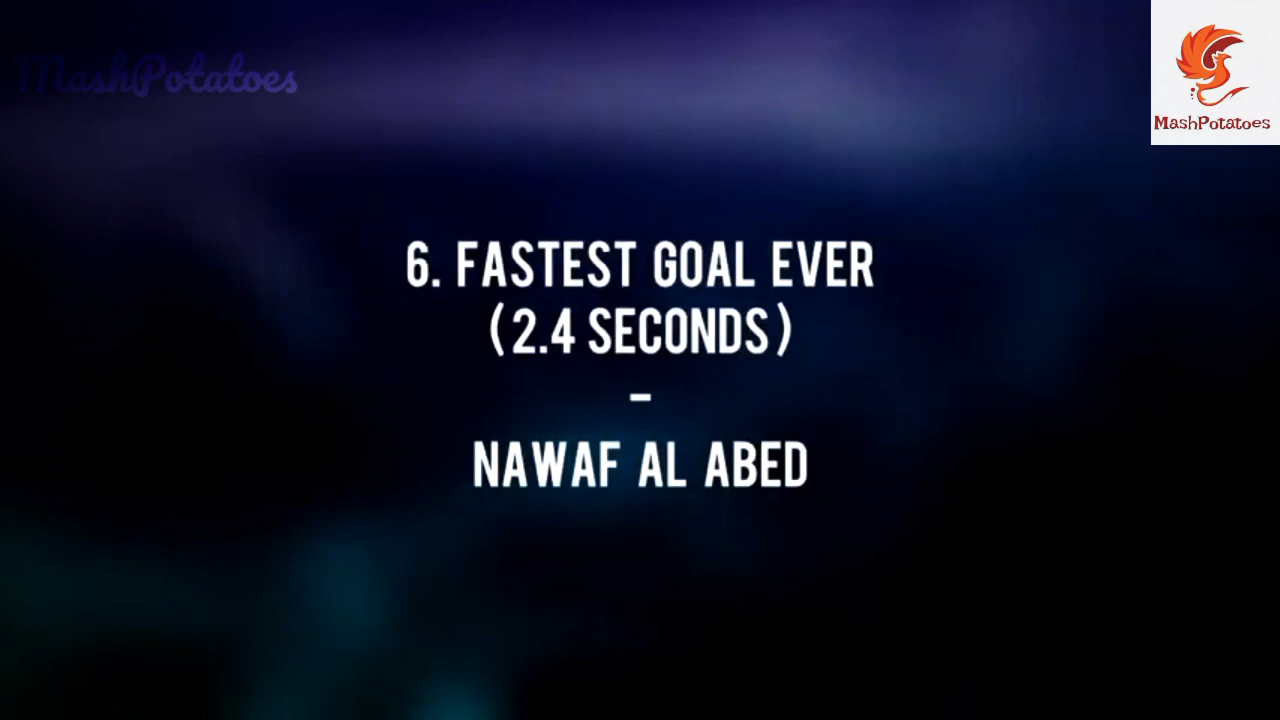 MashPotatoes
MashPotatoes
6. FASTEST GOAL EVER
(2.4 SECONDS)
-
NAWAF AL ABED